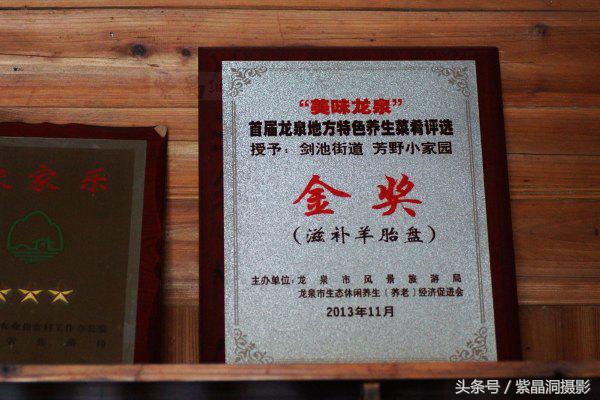 “美味龙泉”
首届龙泉地方特色养生菜肴评选
授予：剑池街道 芳野小家园
金奖
（滋补羊胎盘）
主办单位：龙泉市风景旅游局
龙泉市生态休闲养生（养老）经济促进会
2013年11月
家乐
头条号 / 紫晶洞摄影